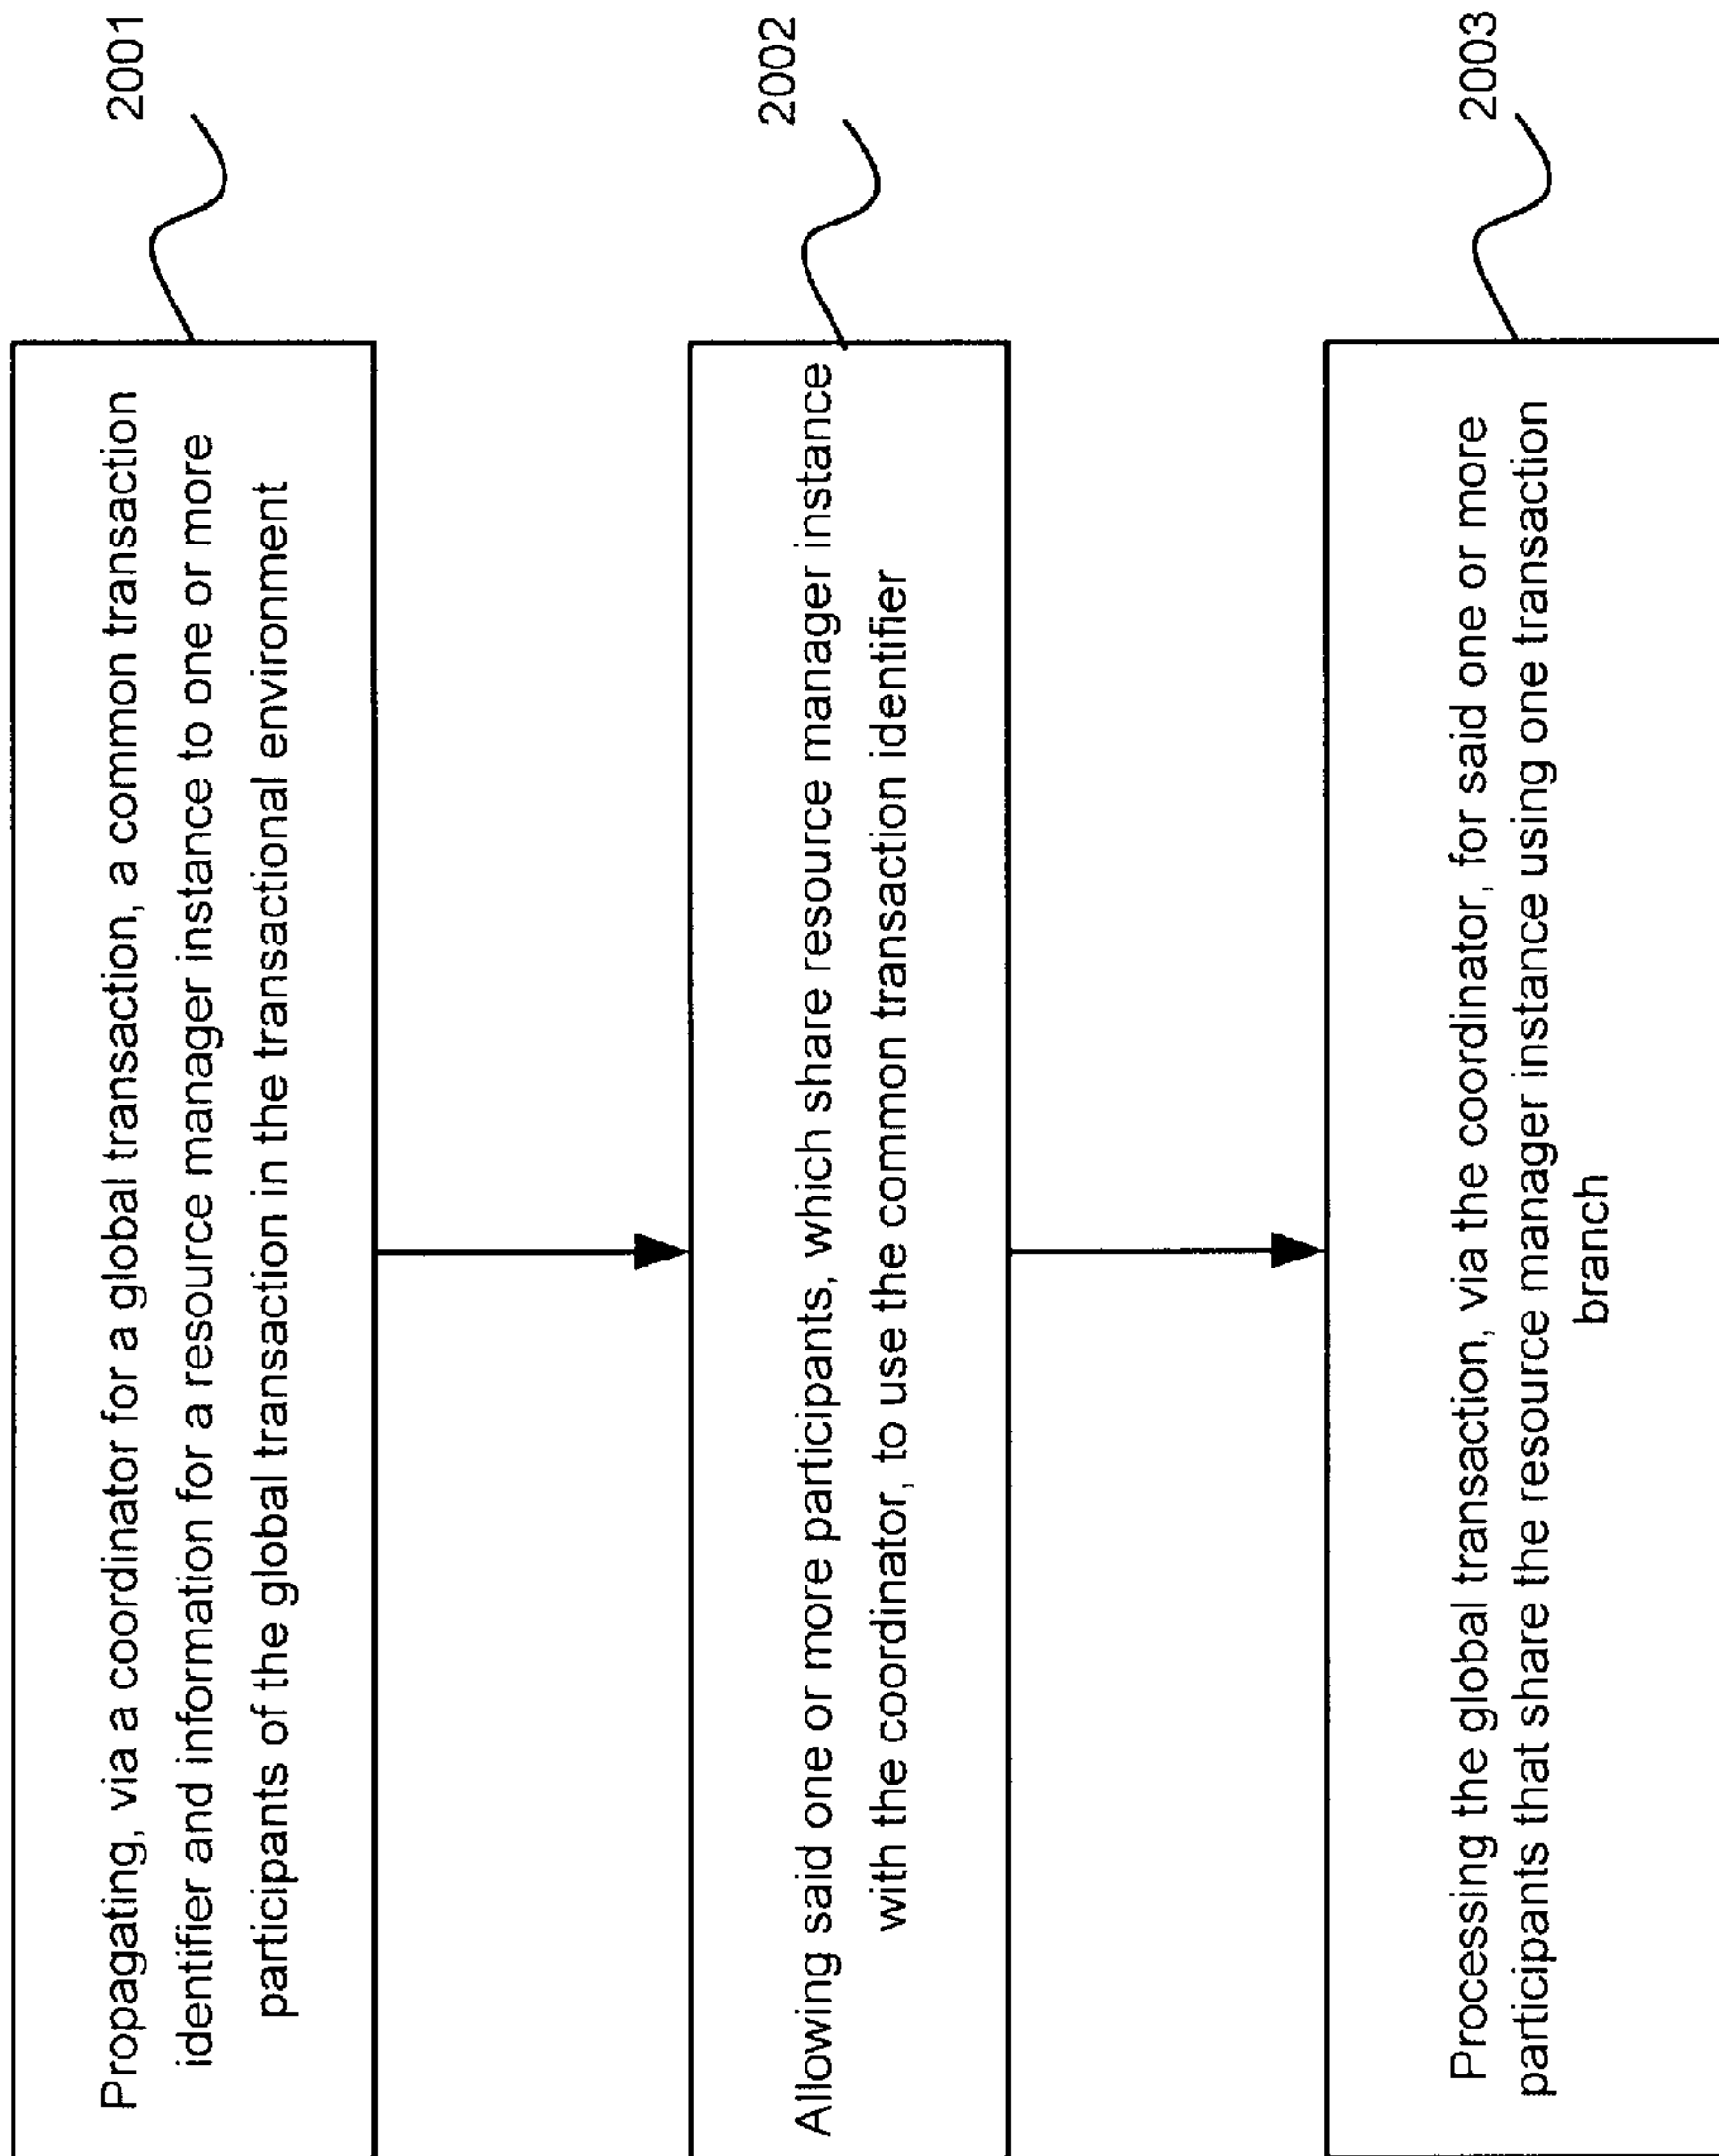 Propagating, via a coordinator for a global transaction, a common transaction
identifier and information for a resource manager instance to one or more
participants of the global transaction in the transactional environment
2001
Allowing said one or more participants, which share resource manager instance
with the coordinator, to use the common transaction identifier
2002
Processing the global transaction, via the coordinator, for said one or more
participants that share the resource manager instance using one transaction
branch
2003